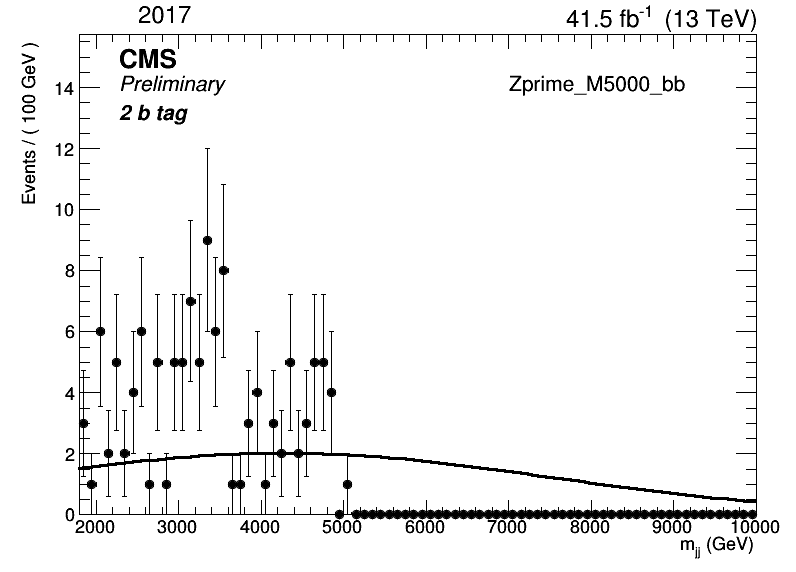 2017
41.5 fb-1 (13 TeV)
CMS
Preliminary
2 b tag
Zprime_M5000_bb
Events / ( 100 GeV )
14
12
10
8
6
4
2
0
2000 3000 4000 5000 6000 7000 8000 9000 10000
mjj (GeV)